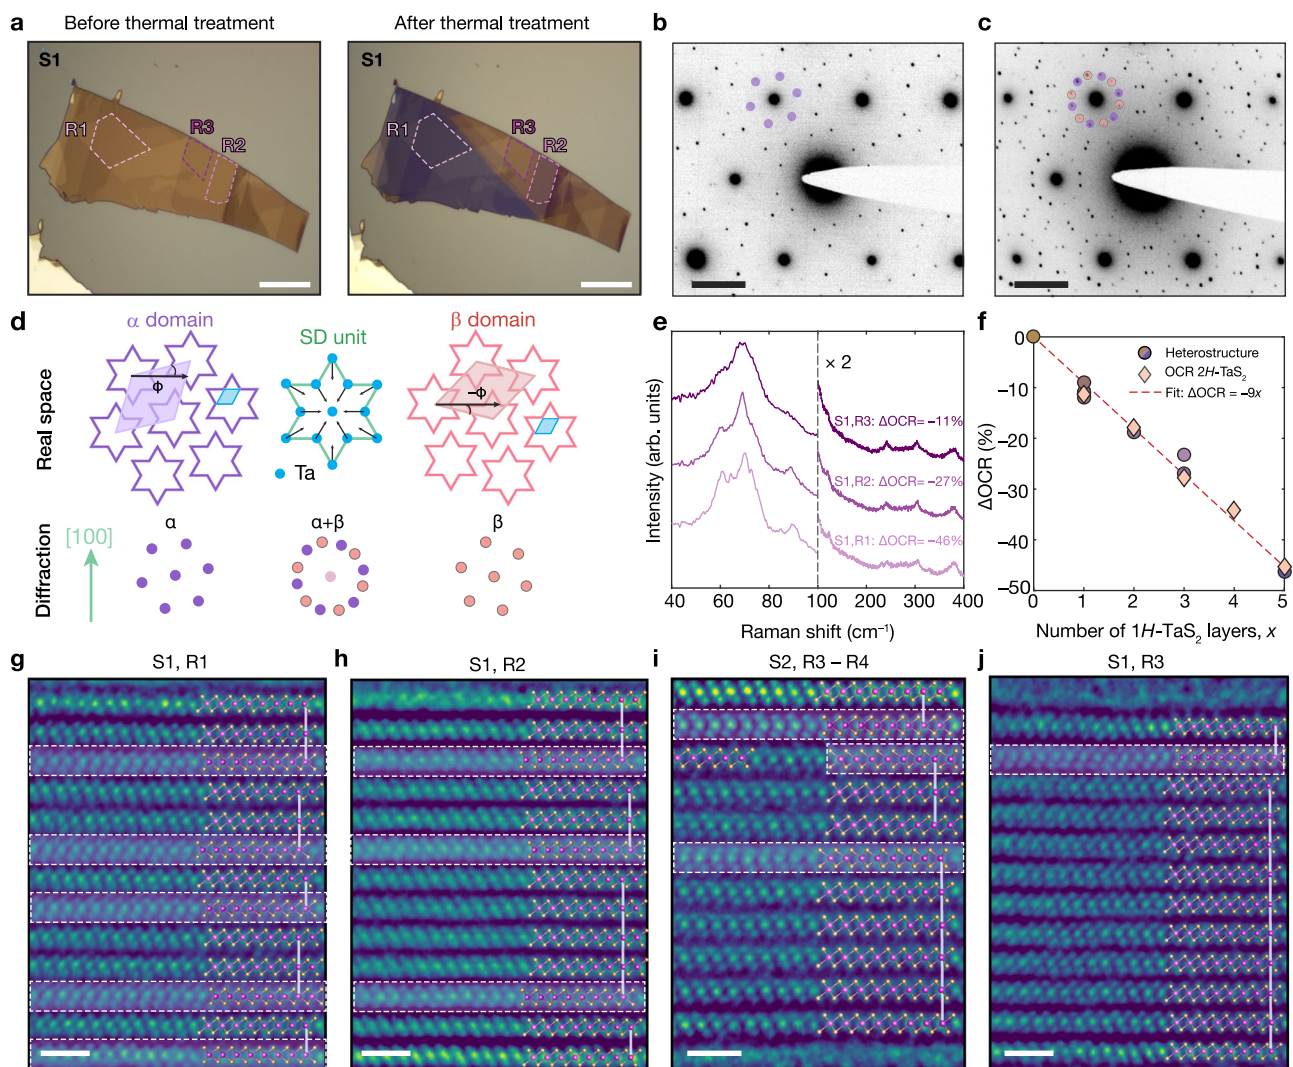 a
Before thermal treatment
After thermal treatment
b
c
S1
R1
R3
R2
S1
R1
R3
R2
d
α domain
SD unit
β domain
Real space
ϕ
−ϕ
Ta
Diffraction
[100]
α
α+β
β
e
× 2
S1,R3: ΔOCR= −11%
S1,R2: ΔOCR= −27%
S1,R1: ΔOCR= −46%
Intensity (arb. units)
40 60 80 100 200 300 400
Raman shift (cm⁻¹)
f
Heterostructure
OCR 2H-TaS₂
Fit: ΔOCR = −9x
ΔOCR (%)
0
−10
−20
−30
−40
−50
0 1 2 3 4 5
Number of 1H-TaS₂ layers, x
g
S1, R1
h
S1, R2
i
S2, R3 – R4
j
S1, R3